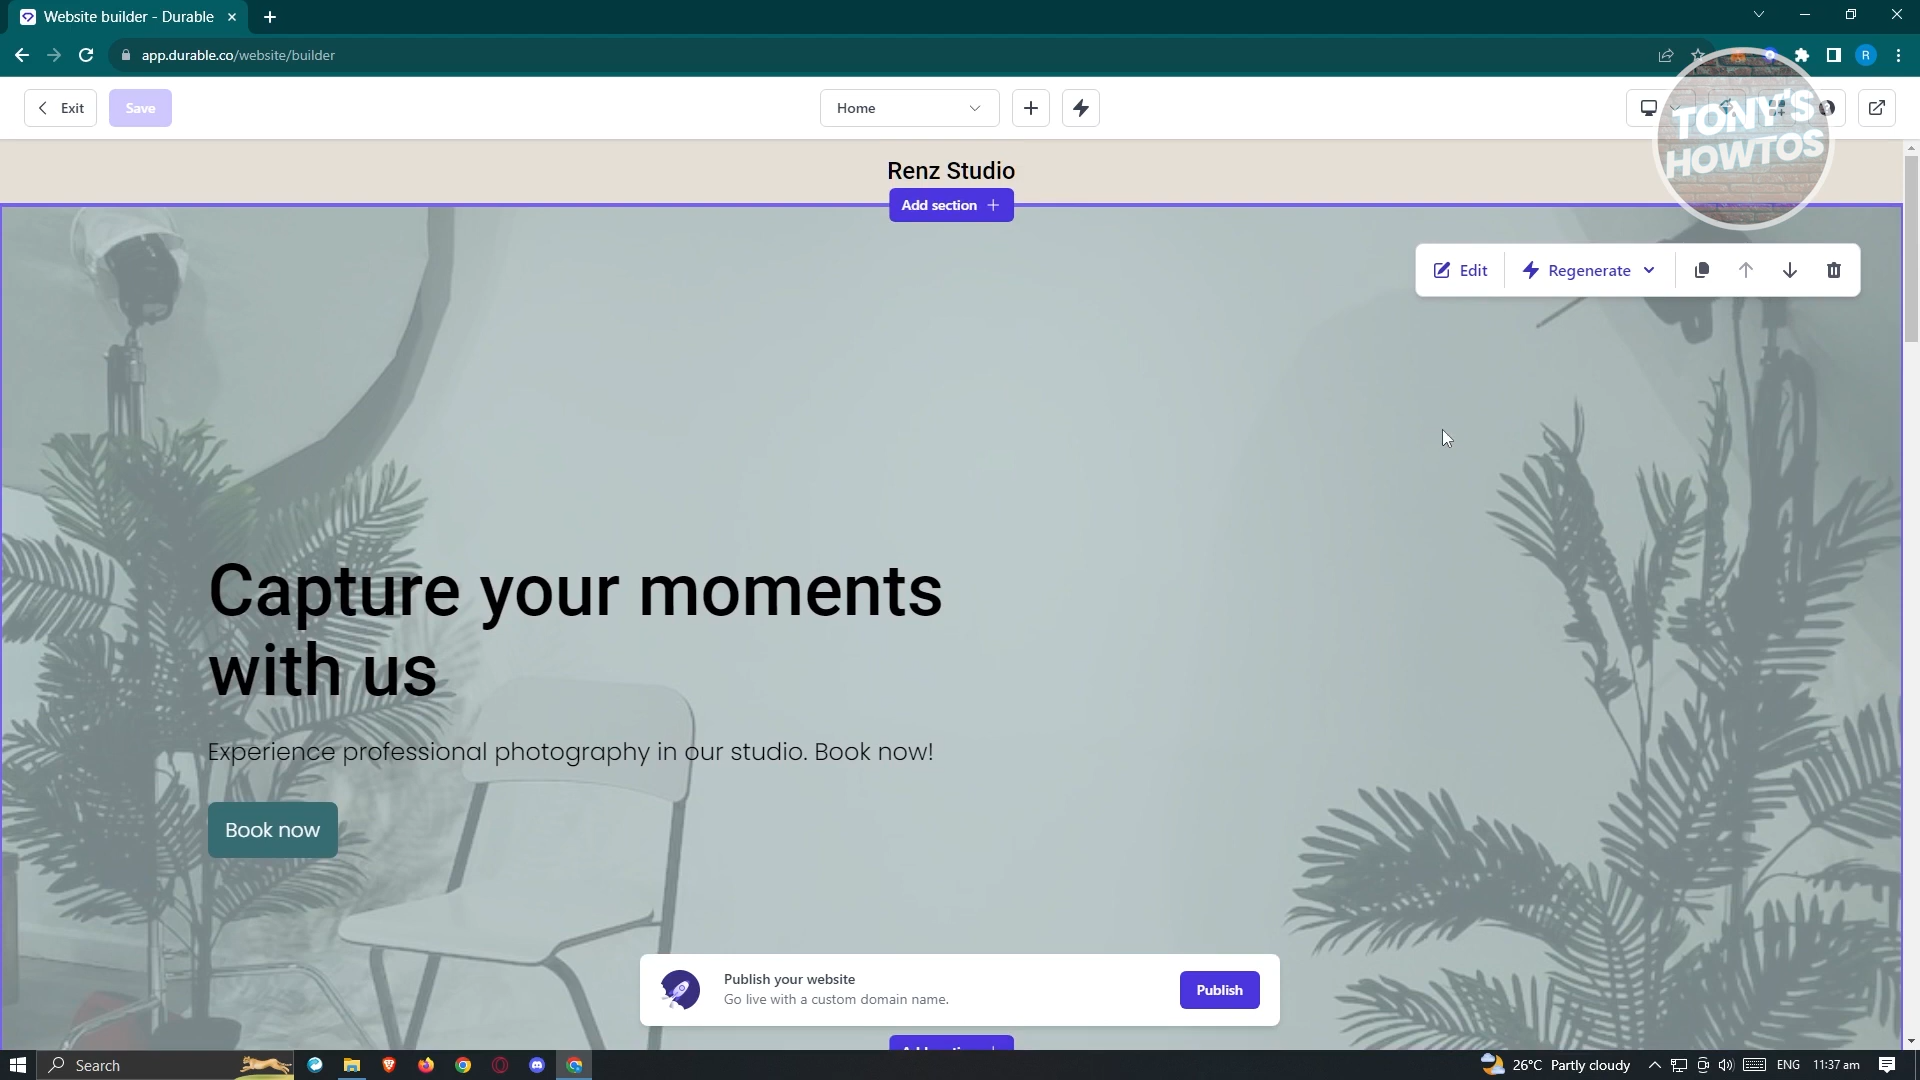 Website builder - Durable
app.durable.co/website/builder
R
Exit
Save
Home
TONY'S
HOWTOS
Renz Studio
Add section +
Edit
Regenerate
Capture your moments
with us
Experience professional photography in our studio. Book now!
Book now
Publish your website
Go live with a custom domain name.
Publish
Search
26°C Partly cloudy
ENG
11:37 am